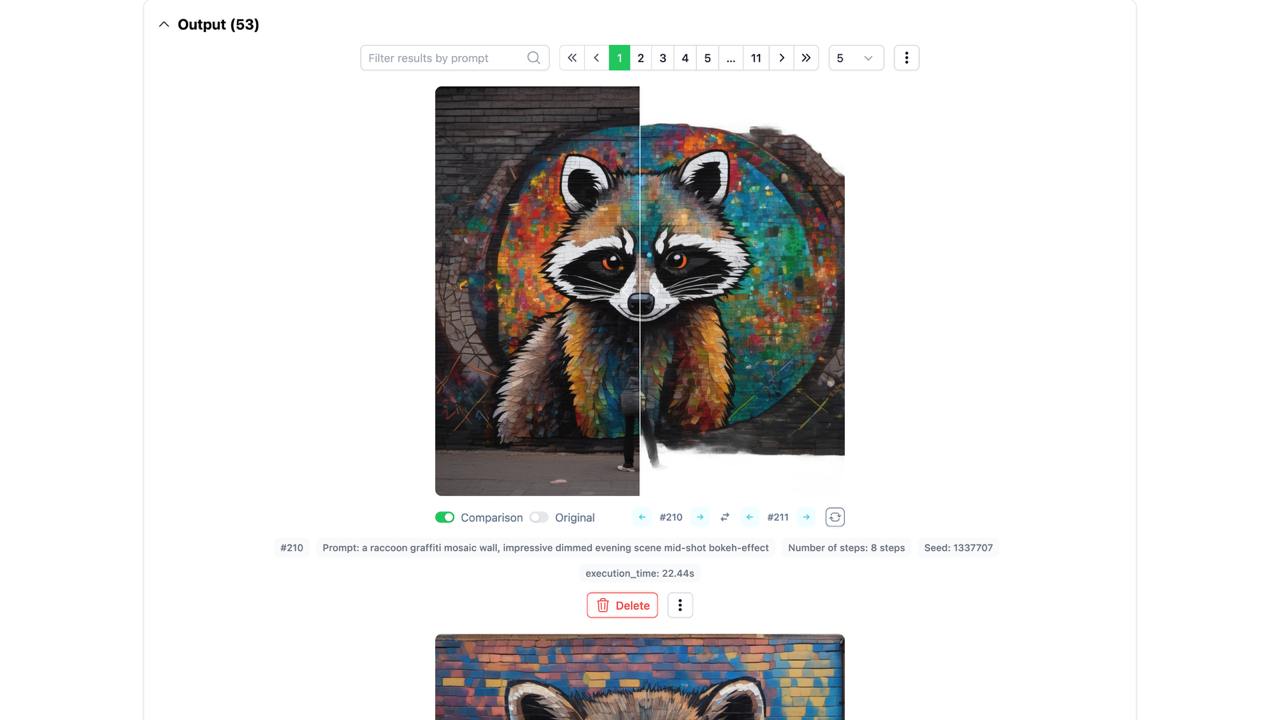 Output (53)
Filter results by prompt 1 2 3 4 5 ... 11 5
Comparison Original #210 #211
#210 Prompt: a raccoon graffiti mosaic wall, impressive dimmed evening scene mid-shot bokeh-effect Number of steps: 8 steps Seed: 1337707
execution_time: 22.44s
Delete